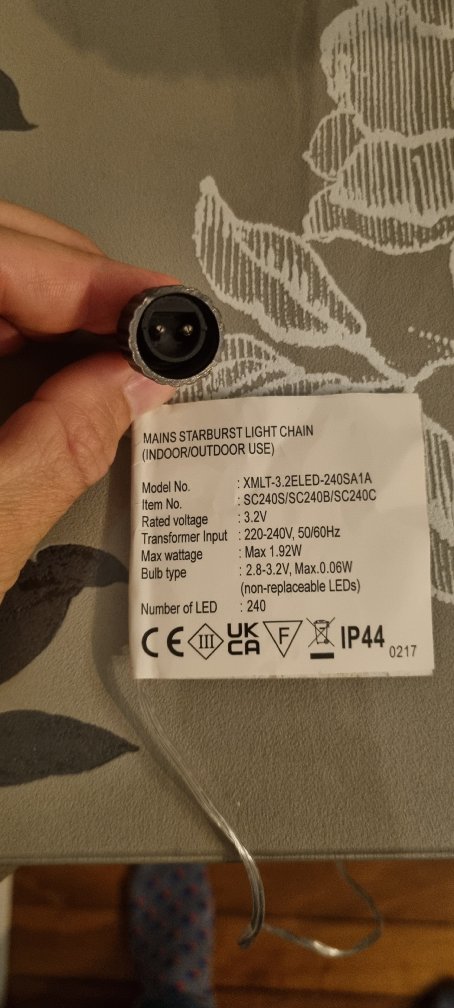 MAINS STARBURST LIGHT CHAIN
(INDOOR/OUTDOOR USE)
Model No. : XMLT-3.2ELED-240SA1A
Item No. : SC240S/SC240B/SC240C
Rated voltage : 3.2V
Transformer Input : 220-240V, 50/60Hz
Max wattage : Max 1.92W
Bulb type : 2.8-3.2V, Max.0.06W
(non-replaceable LEDs)
Number of LED : 240
CE III UK CA F IP44 0217